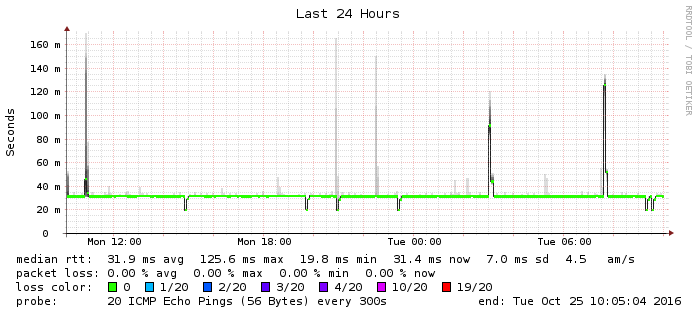 Last 24 Hours
RRDTOOL / TOBI OETIKER
Seconds
160 m
140 m
120 m
100 m
80 m
60 m
40 m
20 m
0
Mon 12:00 Mon 18:00 Tue 00:00 Tue 06:00
median rtt: 31.9 ms avg 125.6 ms max 19.8 ms min 31.4 ms now 7.0 ms sd 4.5 am/s
packet loss: 0.00 % avg 0.00 % max 0.00 % min 0.00 % now
loss color: 0 1/20 2/20 3/20 4/20 10/20 19/20
probe: 20 ICMP Echo Pings (56 Bytes) every 300s end: Tue Oct 25 10:05:04 2016